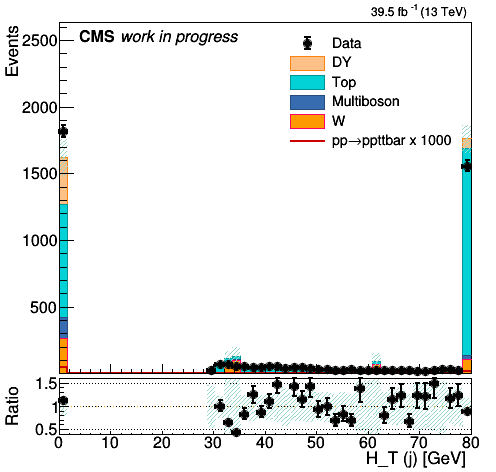 39.5 fb⁻¹ (13 TeV)
CMS work in progress
Events
2500
2000
1500
1000
500
Data
DY
Top
Multiboson
W
pp→ppttbar x 1000
Ratio
1.5
1
0.5
0 10 20 30 40 50 60 70 80
H_T (j) [GeV]